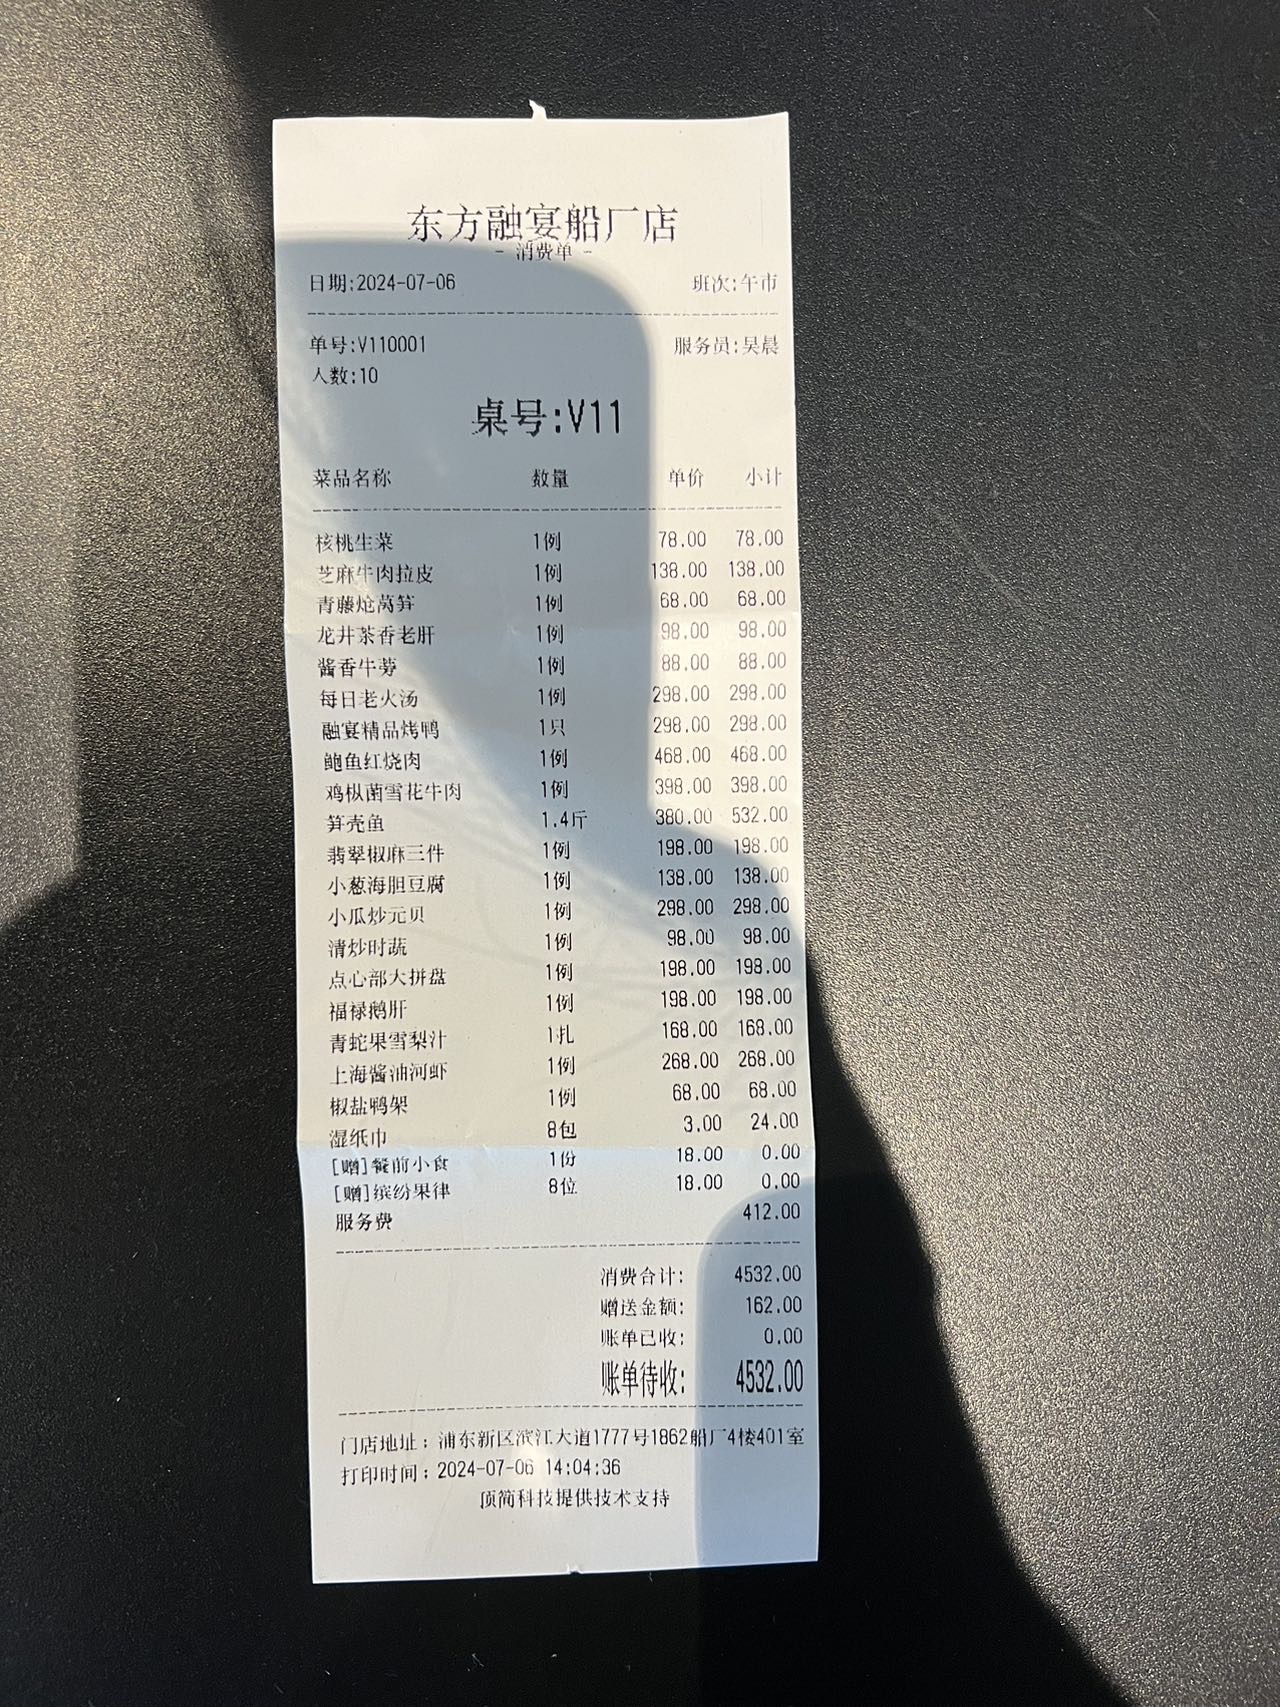 东方融宴船厂店
- 消费单 -
日期:2024-07-06 班次:午市
单号:V110001 服务员:吴晨
人数:10
桌号:V11
菜品名称 数量 单价 小计
核桃生菜 1例 78.00 78.00
芝麻牛肉拉皮 1例 138.00 138.00
青藤炝莴笋 1例 68.00 68.00
龙井茶香老肝 1例 98.00 98.00
酱香牛蒡 1例 88.00 88.00
每日老火汤 1例 298.00 298.00
融宴精品烤鸭 1只 298.00 298.00
鲍鱼红烧肉 1例 468.00 468.00
鸡枞菌雪花牛肉 1例 398.00 398.00
笋壳鱼 1.4斤 380.00 532.00
翡翠椒麻三件 1例 198.00 198.00
小葱海胆豆腐 1例 138.00 138.00
小瓜炒元贝 1例 298.00 298.00
清炒时蔬 1例 98.00 98.00
点心部大拼盘 1例 198.00 198.00
福禄鹅肝 1例 198.00 198.00
青蛇果雪梨汁 1扎 168.00 168.00
上海酱油河虾 1例 268.00 268.00
椒盐鸭架 1例 68.00 68.00
湿纸巾 8包 3.00 24.00
[赠]餐前小食 1份 18.00 0.00
[赠]缤纷果律 8位 18.00 0.00
服务费 412.00
消费合计: 4532.00
赠送金额: 162.00
账单已收: 0.00
账单待收: 4532.00
门店地址：浦东新区滨江大道1777号1862船厂4楼401室
打印时间：2024-07-06 14:04:36
顶简科技提供技术支持